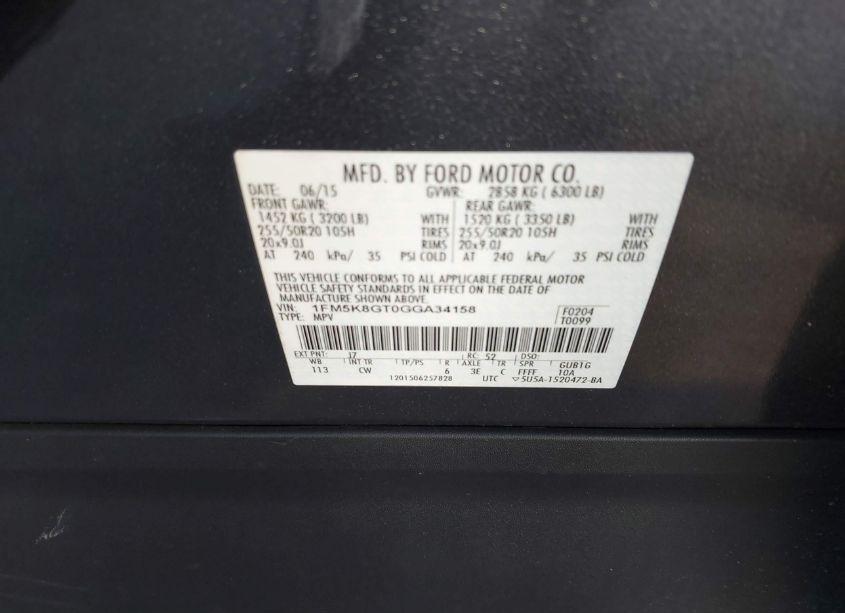 MFD. BY FORD MOTOR CO.
DATE: 06/15 GVWR: 2858 KG ( 6300 LB)
FRONT GAWR: REAR GAWR:
1452 KG ( 3200 LB) WITH 1520 KG ( 3350 LB) WITH
255/50R20 105H TIRES 255/50R20 105H TIRES
20x9.0J RIMS 20x9.0J RIMS
AT 240 kPa/ 35 PSI COLD AT 240 kPa/ 35 PSI COLD
THIS VEHICLE CONFORMS TO ALL APPLICABLE FEDERAL MOTOR
VEHICLE SAFETY STANDARDS IN EFFECT ON THE DATE OF
MANUFACTURE SHOWN ABOVE.
VIN: 1FM5K8GT0GGA34158 F0204
TYPE: MPV T0099
EXT PNT: J7 RC: 52 DSO:
WB INT TR TP/PS R AXLE TR SPR GUB1G
113 CW 6 3E C FFFF 10A
1201506257828 UTC ▽5U5A-1520472-BA